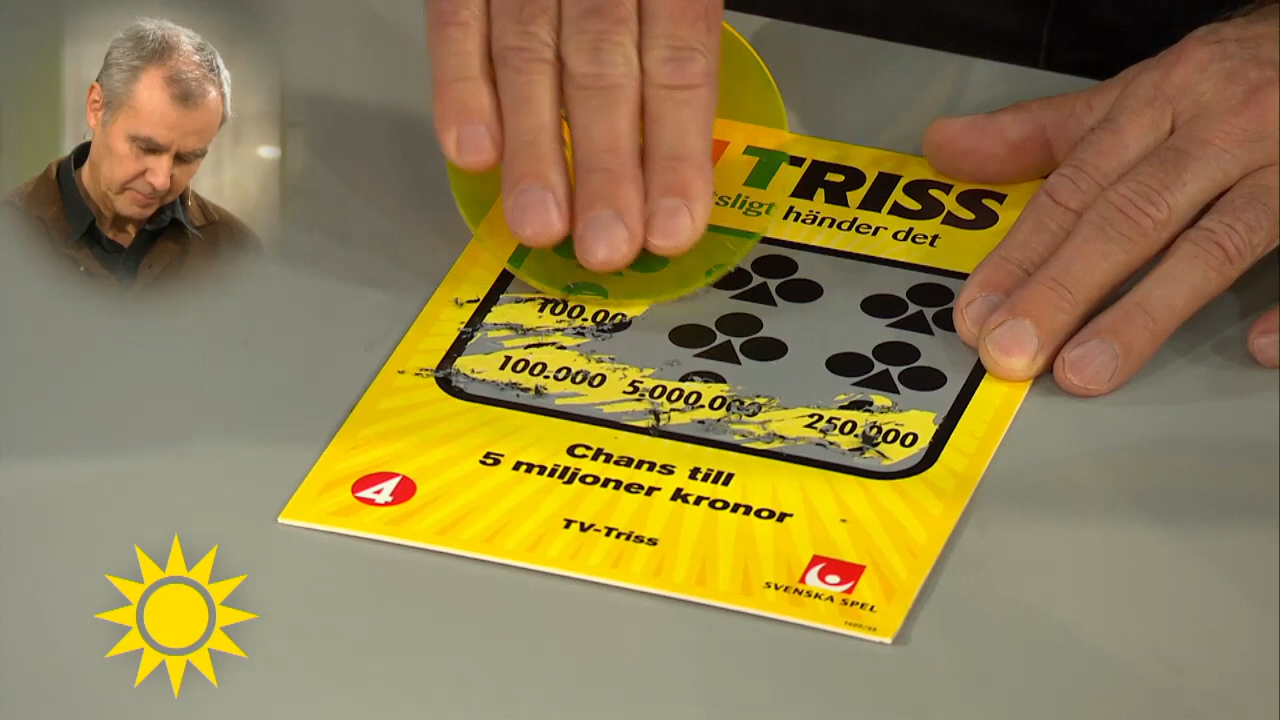 TRISS
händer det
100.00
100.000 5.000.000 250.000
Chans till
5 miljoner kronor
4
TV-Triss
SVENSKA SPEL